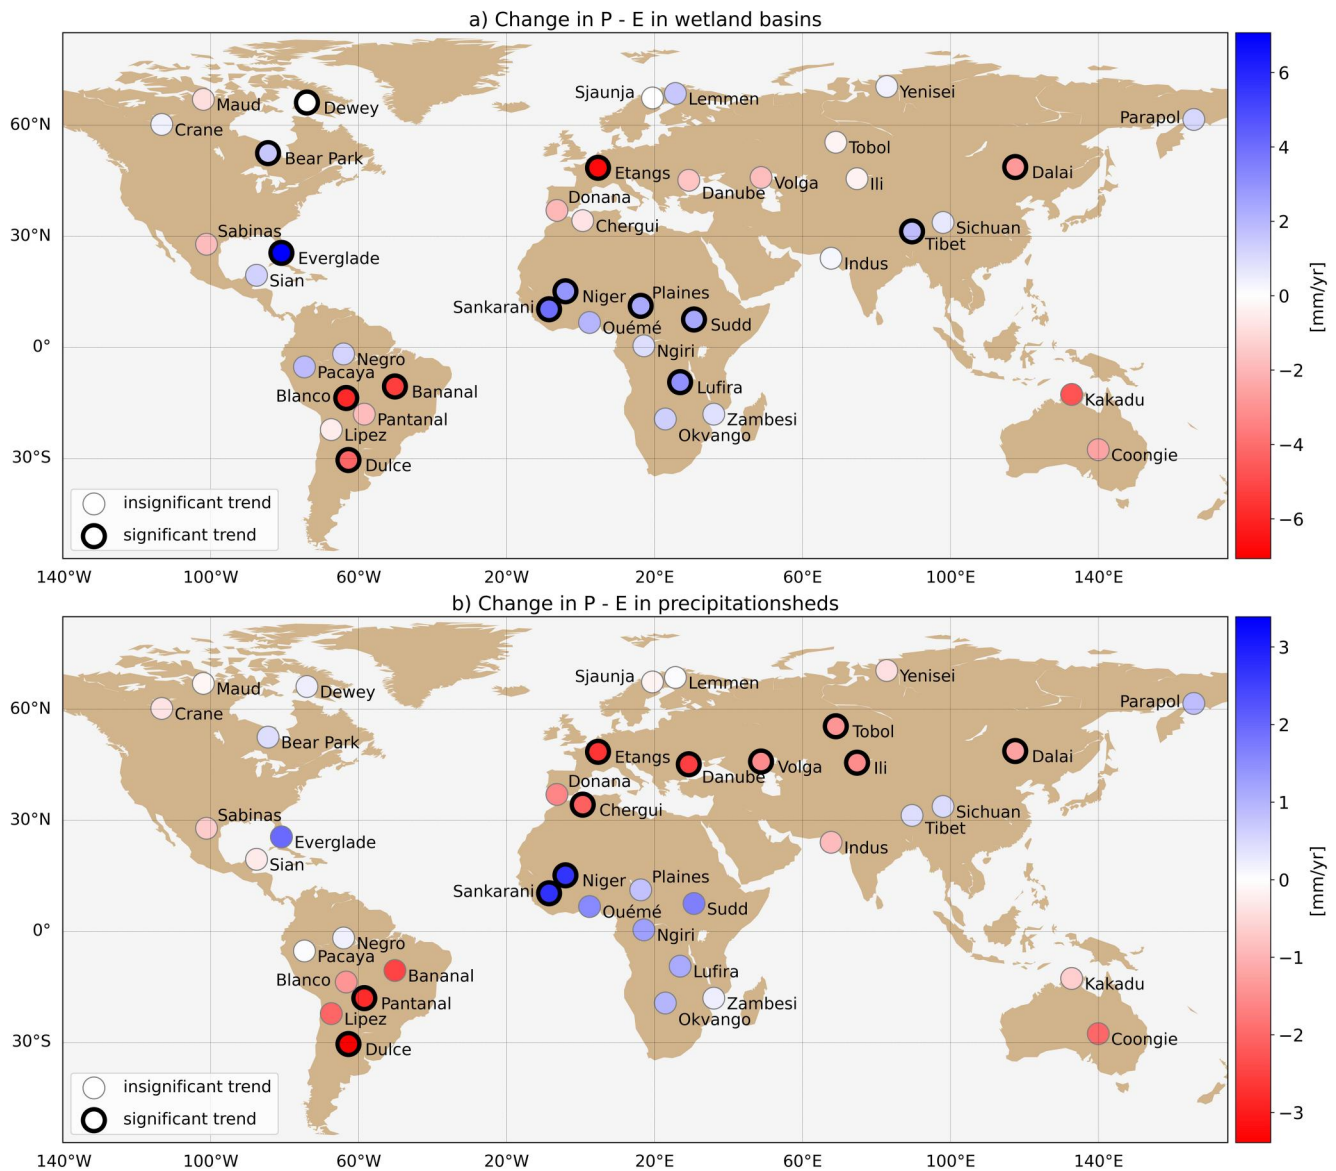 a) Change in P - E in wetland basins
Maud
Dewey
Crane
Bear Park
Sjaunja
Lemmen
Yenisei
Parapol
Tobol
Etangs
Danube
Volga
Ili
Dalai
Donana
Chergui
Sabinas
Everglade
Sian
Sichuan
Tibet
Indus
Sankarani
Niger
Plaines
Ouémé
Sudd
Ngiri
Negro
Pacaya
Blanco
Bananal
Pantanal
Lipez
Dulce
Lufira
Zambesi
Okvango
Kakadu
Coongie
60°N
30°N
0°
30°S
insignificant trend
significant trend
140°W 100°W 60°W 20°W 20°E 60°E 100°E 140°E
6
4
2
0
−2
−4
−6
[mm/yr]
b) Change in P - E in precipitationsheds
Maud
Dewey
Crane
Bear Park
Sjaunja
Lemmen
Yenisei
Parapol
Tobol
Etangs
Danube
Volga
Ili
Dalai
Donana
Chergui
Sabinas
Everglade
Sian
Sichuan
Tibet
Indus
Sankarani
Niger
Plaines
Ouémé
Sudd
Ngiri
Negro
Pacaya
Blanco
Bananal
Pantanal
Lipez
Dulce
Lufira
Zambesi
Okvango
Kakadu
Coongie
60°N
30°N
0°
30°S
insignificant trend
significant trend
140°W 100°W 60°W 20°W 20°E 60°E 100°E 140°E
3
2
1
0
−1
−2
−3
[mm/yr]